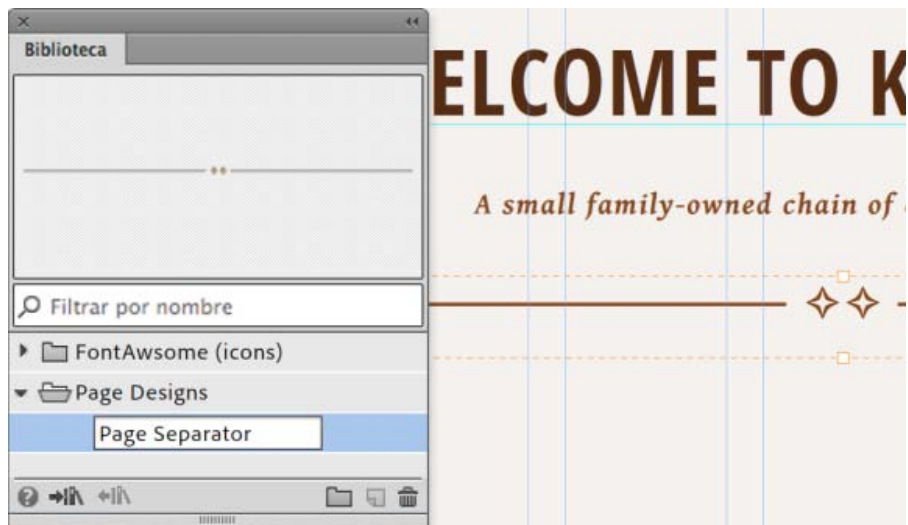 Biblioteca
ELCOME TO K
A small family-owned chain of
Filtrar por nombre
FontAwsome (icons)
Page Designs
Page Separator